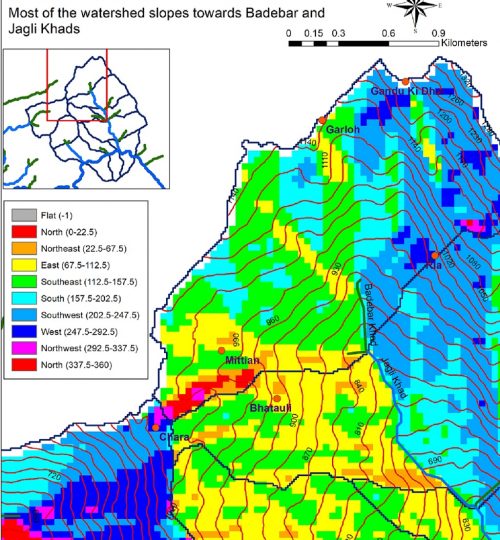 Most of the watershed slopes towards Badebar and
Jagli Khads
N
W
E
S
0 0.15 0.3 0.6 0.9
Kilometers
Gandu Ki Dhar
Garloh
1140
1110
1260
1200
1230
Flat (-1)
North (0-22.5)
Northeast (22.5-67.5)
East (67.5-112.5)
Southeast (112.5-157.5)
South (157.5-202.5)
Southwest (202.5-247.5)
West (247.5-292.5)
Northwest (292.5-337.5)
North (337.5-360)
1080
1050
930
Badebar Khad
960
990
Mittian
Jagli Khad
840
Bhatauli
900
810
Chara
870
690
720
830